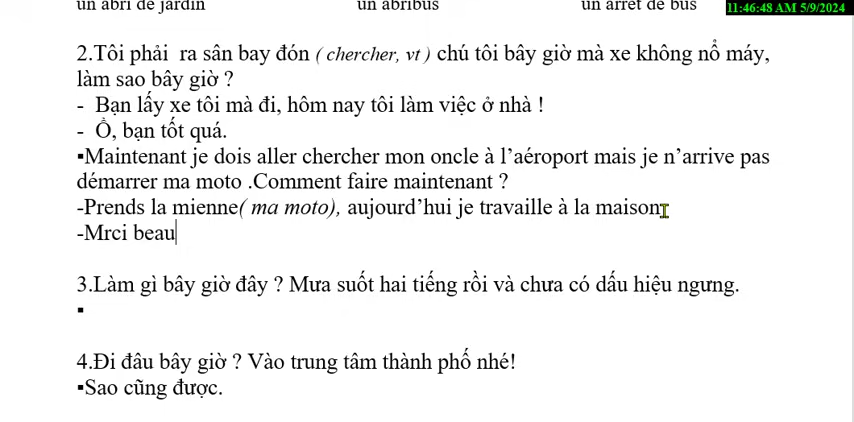 un abri de jardin un abribus un arrêt de bus 11:46:48 AM 5/9/2024
2.Tôi phải ra sân bay đón ( chercher, vt ) chú tôi bây giờ mà xe không nổ máy,
làm sao bây giờ ?
- Bạn lấy xe tôi mà đi, hôm nay tôi làm việc ở nhà !
- Ồ, bạn tốt quá.
▪Maintenant je dois aller chercher mon oncle à l’aéroport mais je n’arrive pas
démarrer ma moto .Comment faire maintenant ?
-Prends la mienne( ma moto), aujourd’hui je travaille à la maison
-Mrci beau
3.Làm gì bây giờ đây ? Mưa suốt hai tiếng rồi và chưa có dấu hiệu ngưng.
▪
4.Đi đâu bây giờ ? Vào trung tâm thành phố nhé!
▪Sao cũng được.